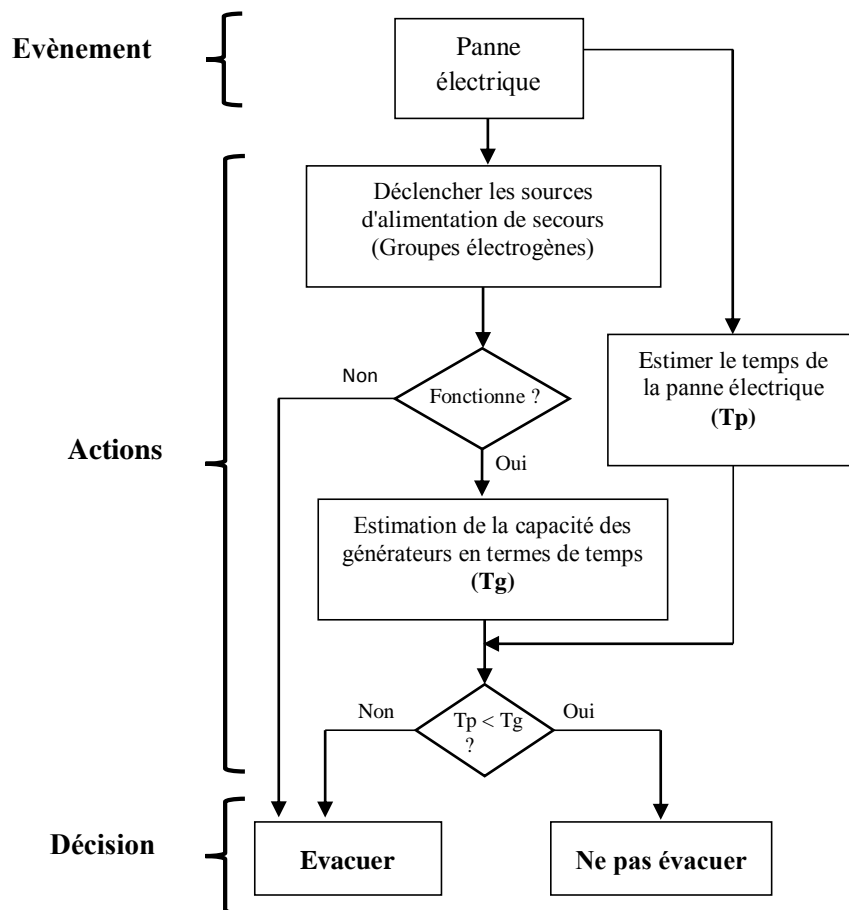 Evènement
Panne
électrique
Déclencher les sources
d'alimentation de secours
(Groupes électrogènes)
Estimer le temps de
la panne électrique
(Tp)
Non
Fonctionne ?
Actions
Oui
Estimation de la capacité des
générateurs en termes de temps
(Tg)
Non
Tp < Tg
?
Oui
Décision
Evacuer
Ne pas évacuer